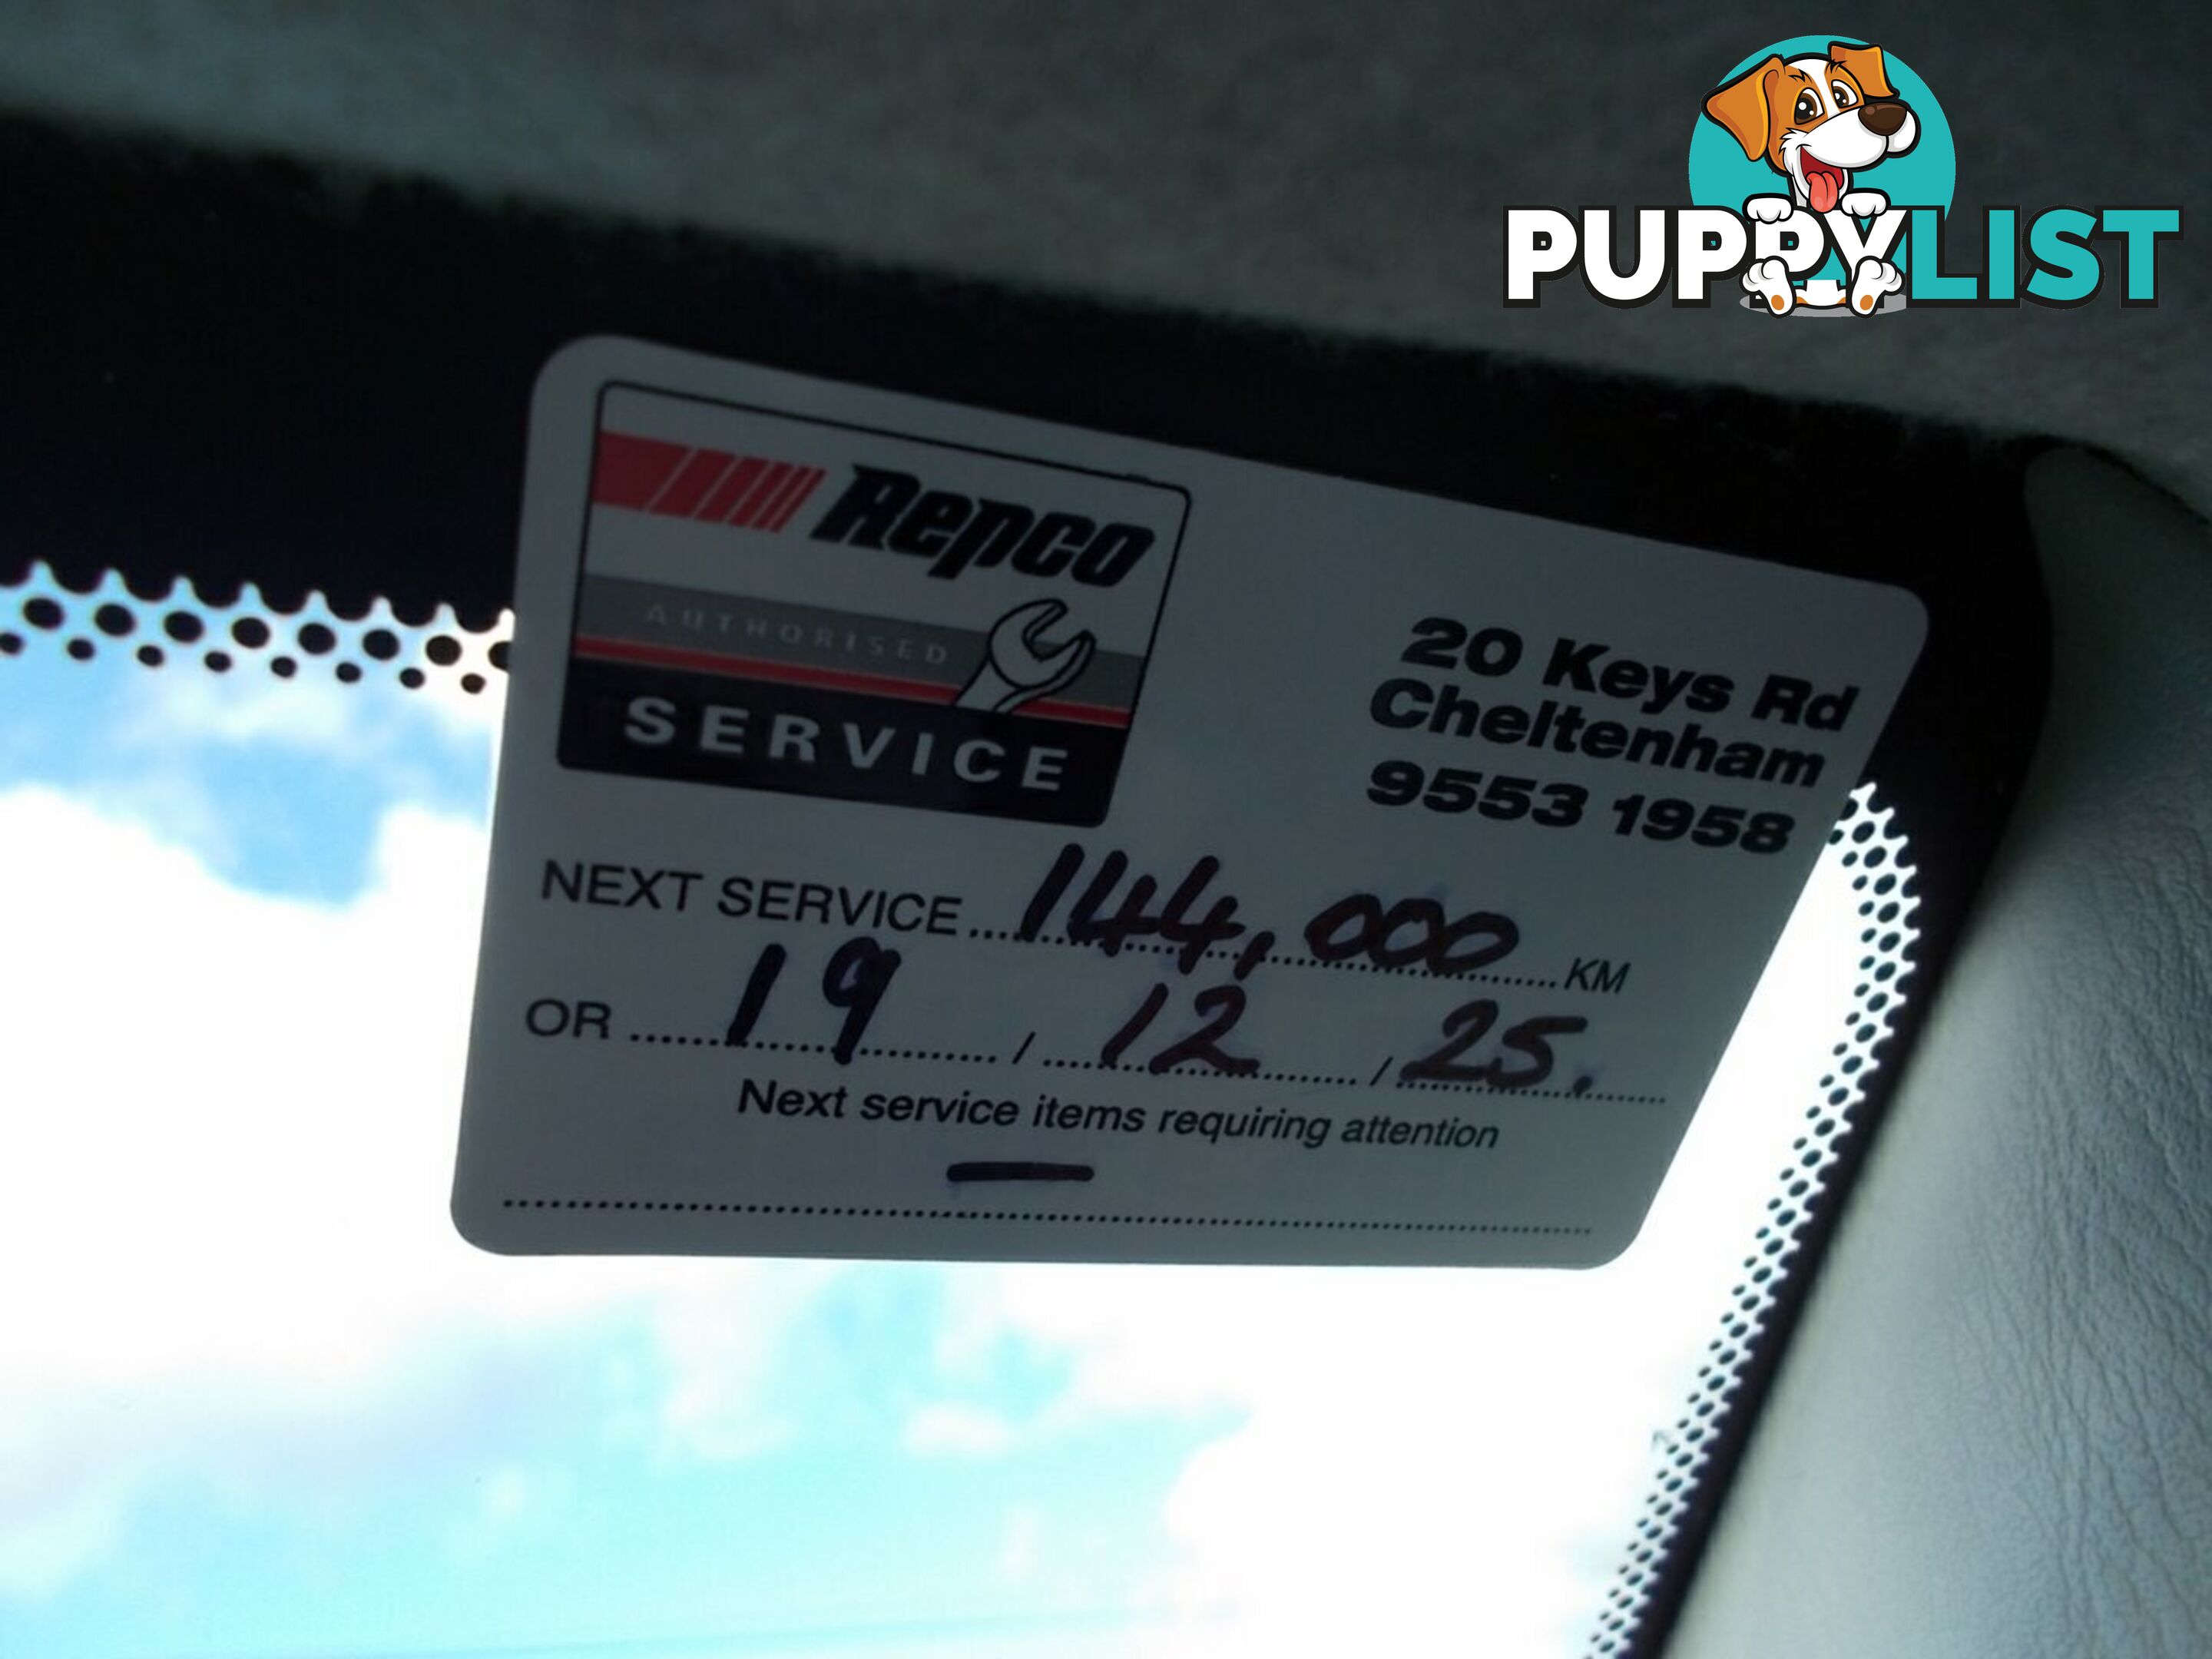 PUPPYLIST
Repco
AUTHORISED
SERVICE
20 Keys Rd
Cheltenham
9553 1958
NEXT SERVICE 144,000 KM
OR 19 / 12 / 25.
Next service items requiring attention
—